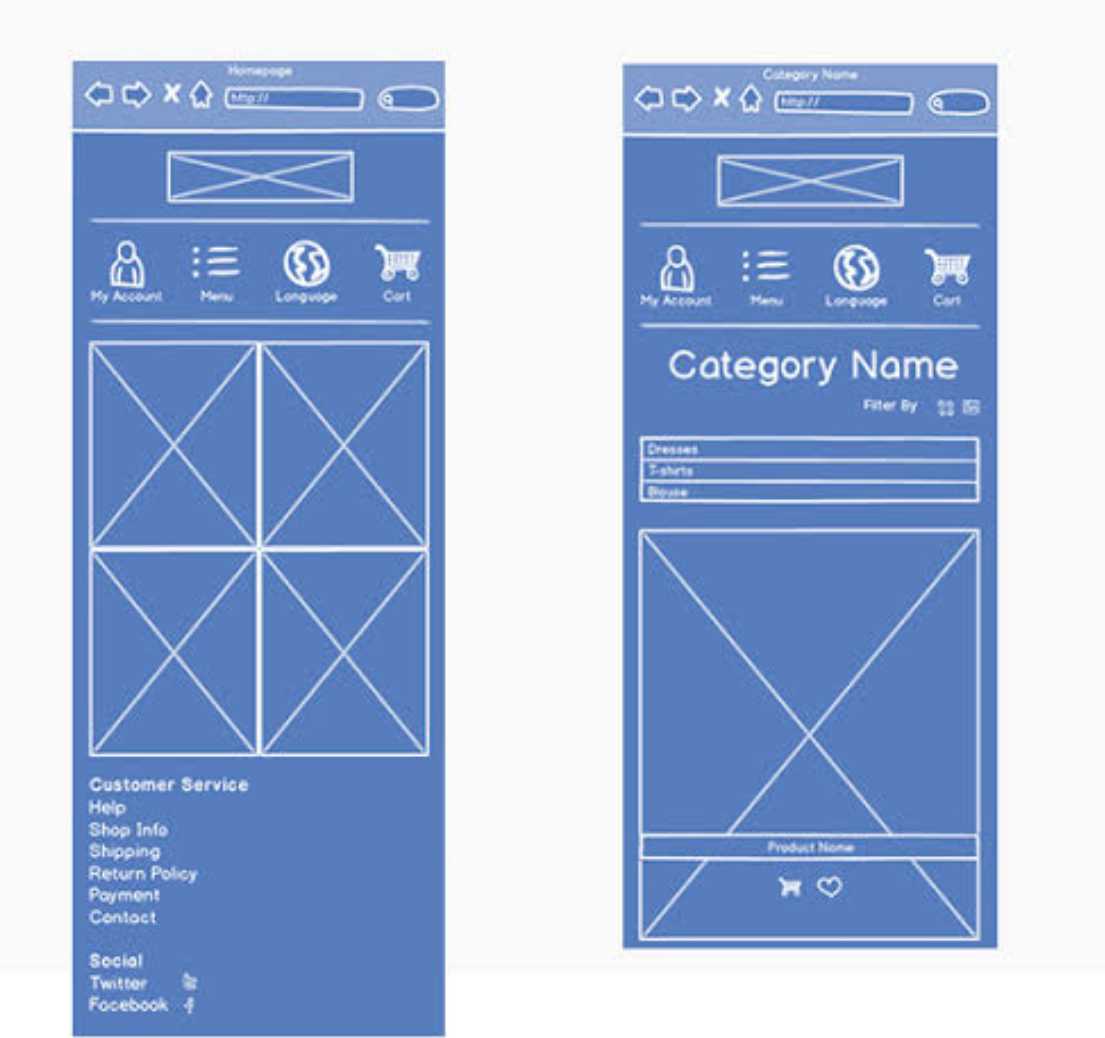 Homepage
http://
My Account Menu Language Cart
Customer Service
Help
Shop Info
Shipping
Return Policy
Payment
Contact
Social
Twitter
Facebook
Category Name
http://
My Account Menu Language Cart
Category Name
Filter By
Dresses
T-shirts
Blouse
Product Name